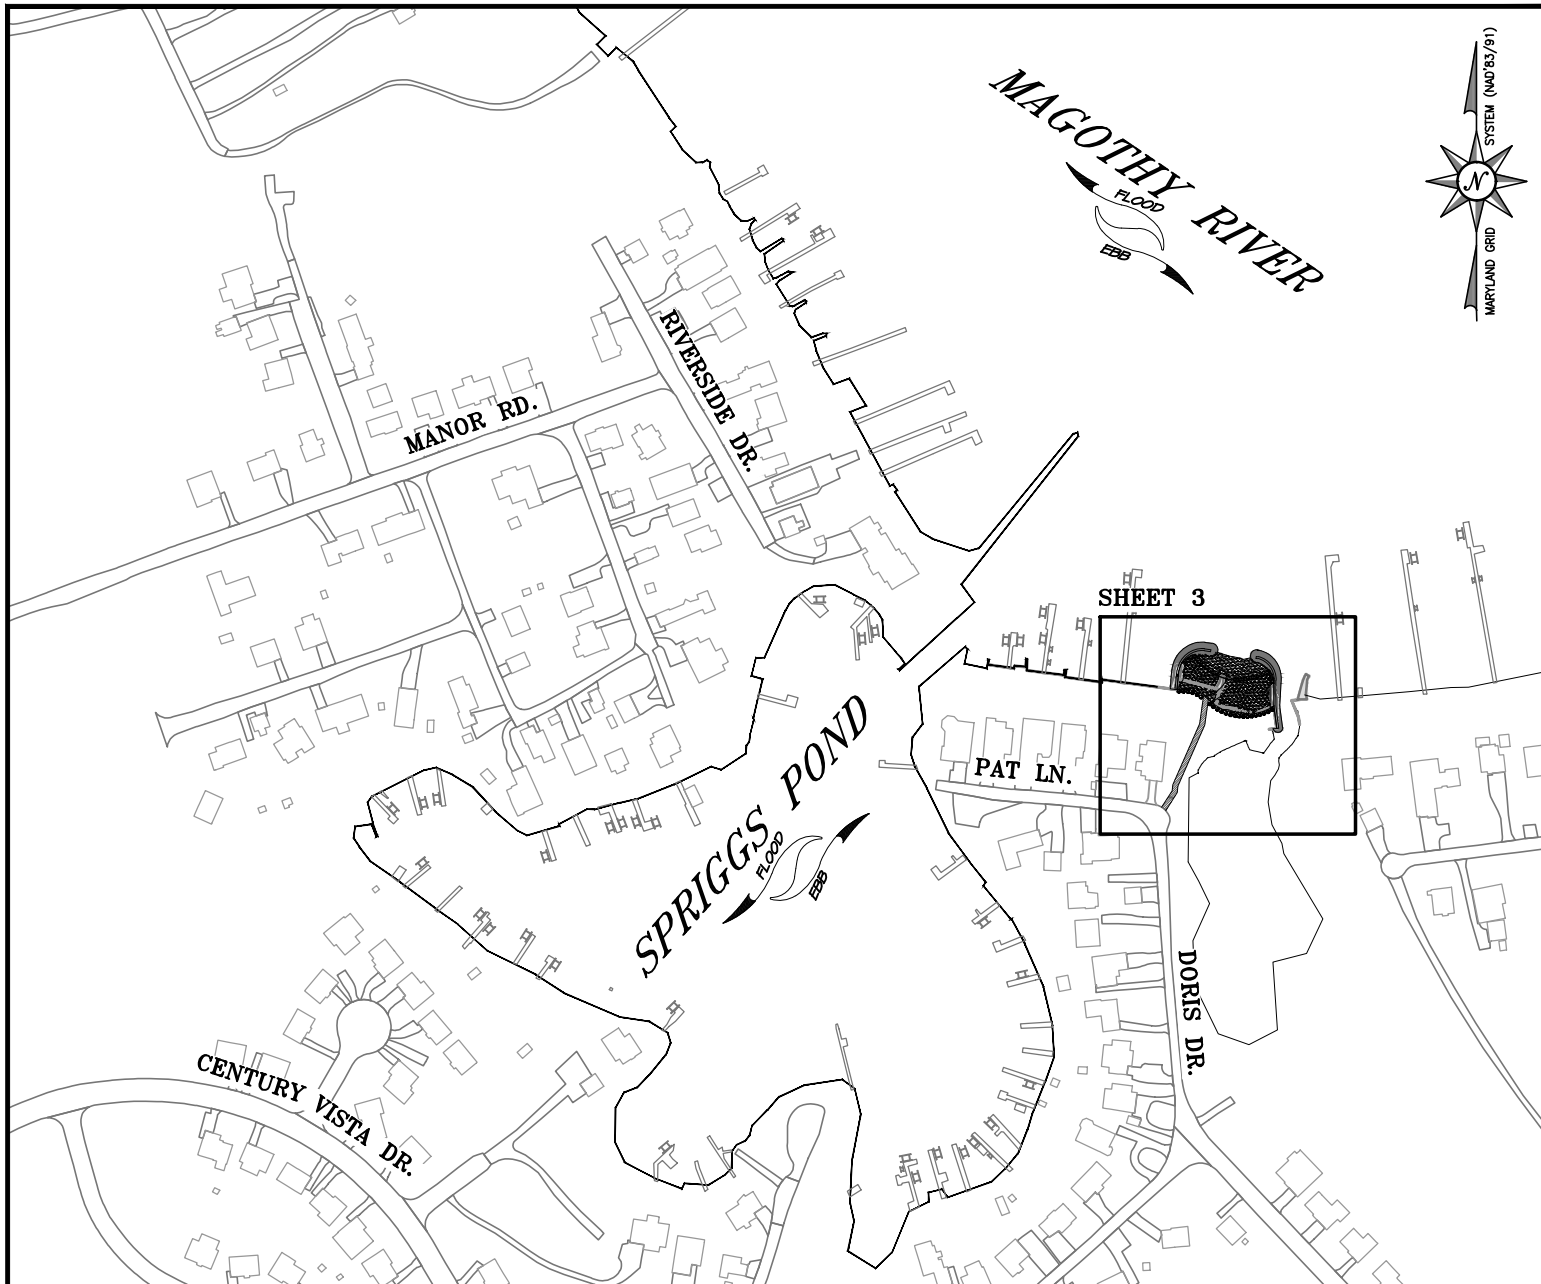 MAGOTHY RIVER
FLOOD
EBB
SYSTEM (NAD'83/91)
N
MARYLAND GRID
RIVERSIDE DR.
MANOR RD.
SHEET 3
PAT LN.
SPRIGGS POND
FLOOD
EBB
DORIS DR.
CENTURY VISTA DR.